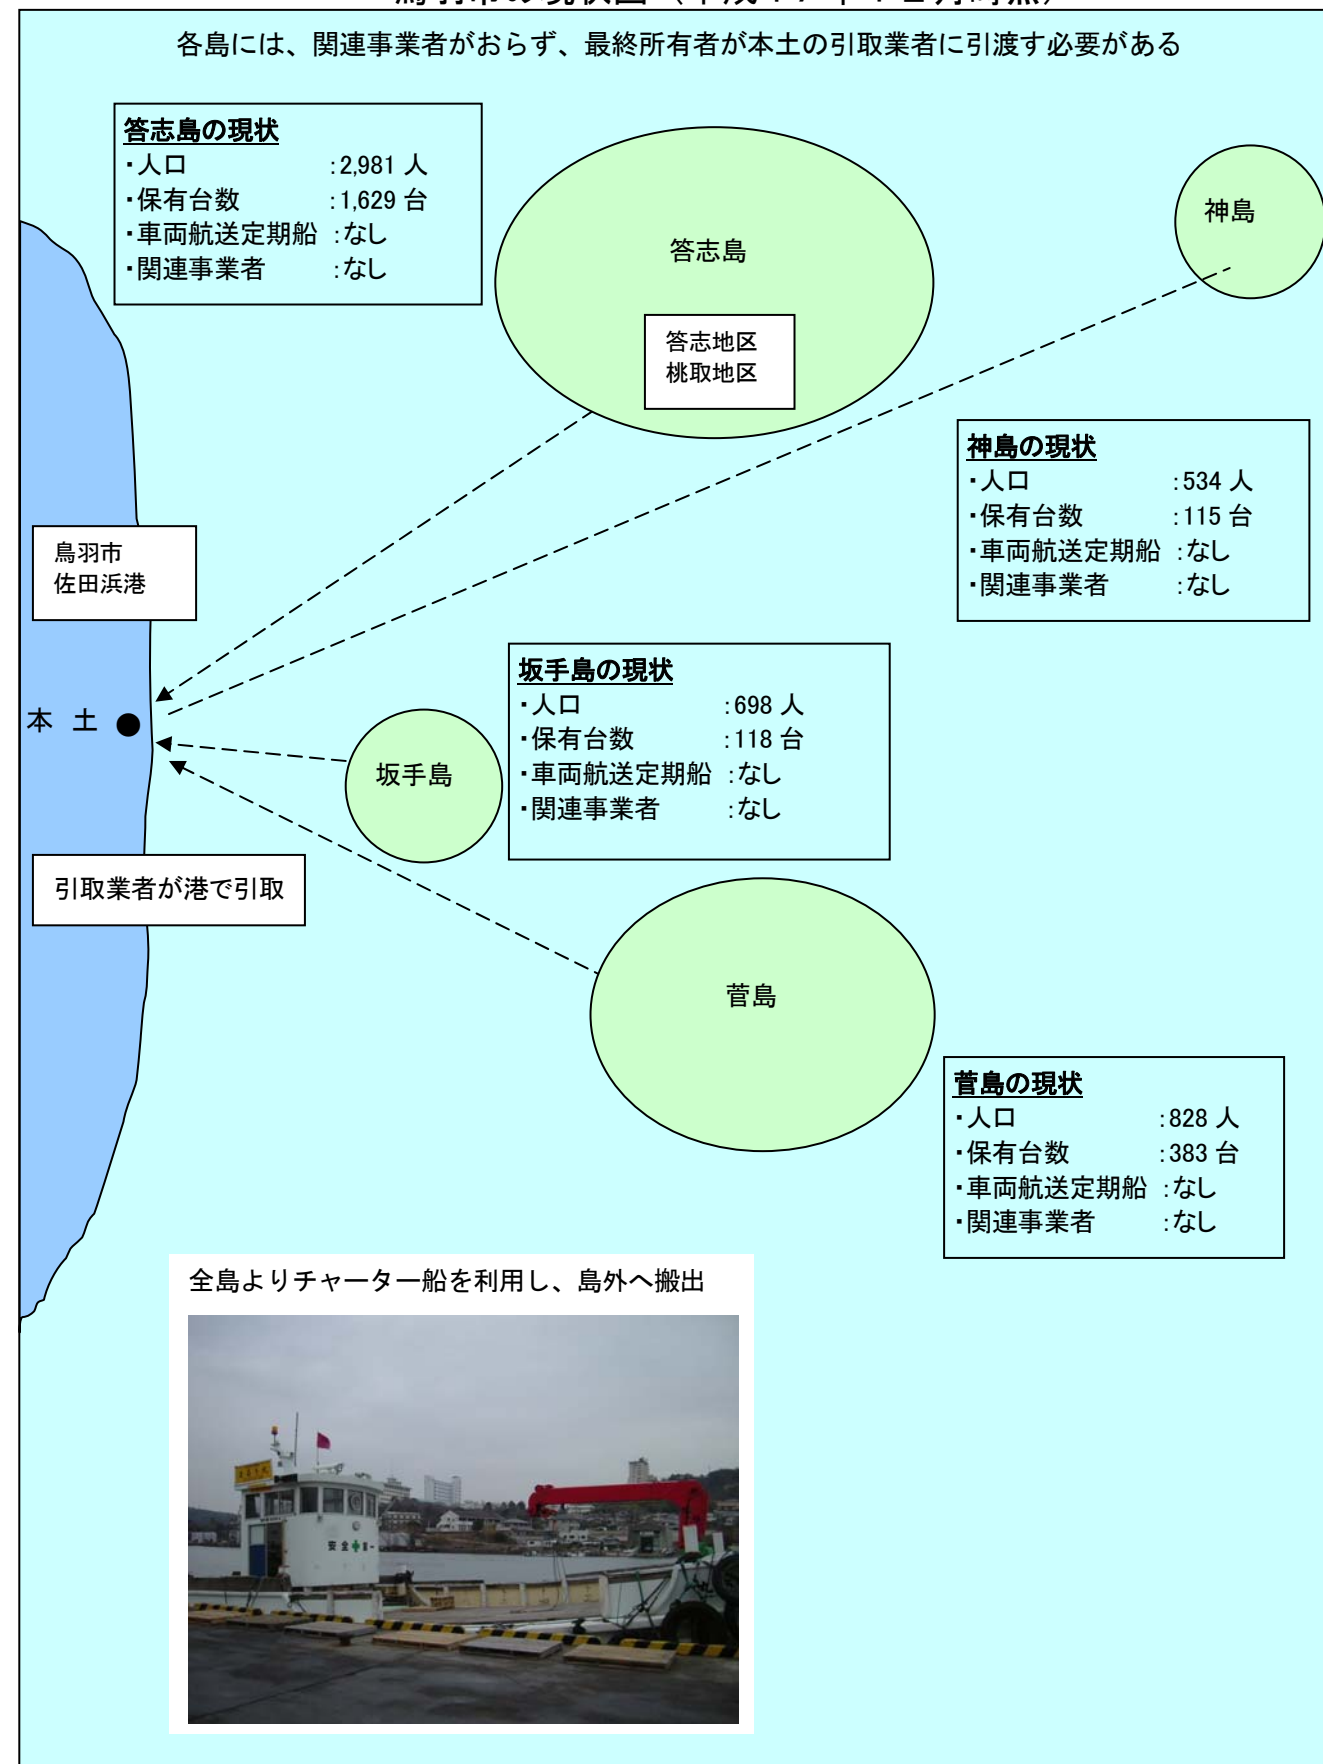 各島には、関連事業者がおらず、最終所有者が本土の引取業者に引渡す必要がある
答志島の現状
・人口 :2,981 人
・保有台数 :1,629 台
・車両航送定期船 :なし
・関連事業者 :なし
答志島
答志地区
桃取地区
神島
神島の現状
・人口 :534 人
・保有台数 :115 台
・車両航送定期船 :なし
・関連事業者 :なし
鳥羽市
佐田浜港
本 土
坂手島
坂手島の現状
・人口 :698 人
・保有台数 :118 台
・車両航送定期船 :なし
・関連事業者 :なし
引取業者が港で引取
菅島
菅島の現状
・人口 :828 人
・保有台数 :383 台
・車両航送定期船 :なし
・関連事業者 :なし
全島よりチャーター船を利用し、島外へ搬出
安全